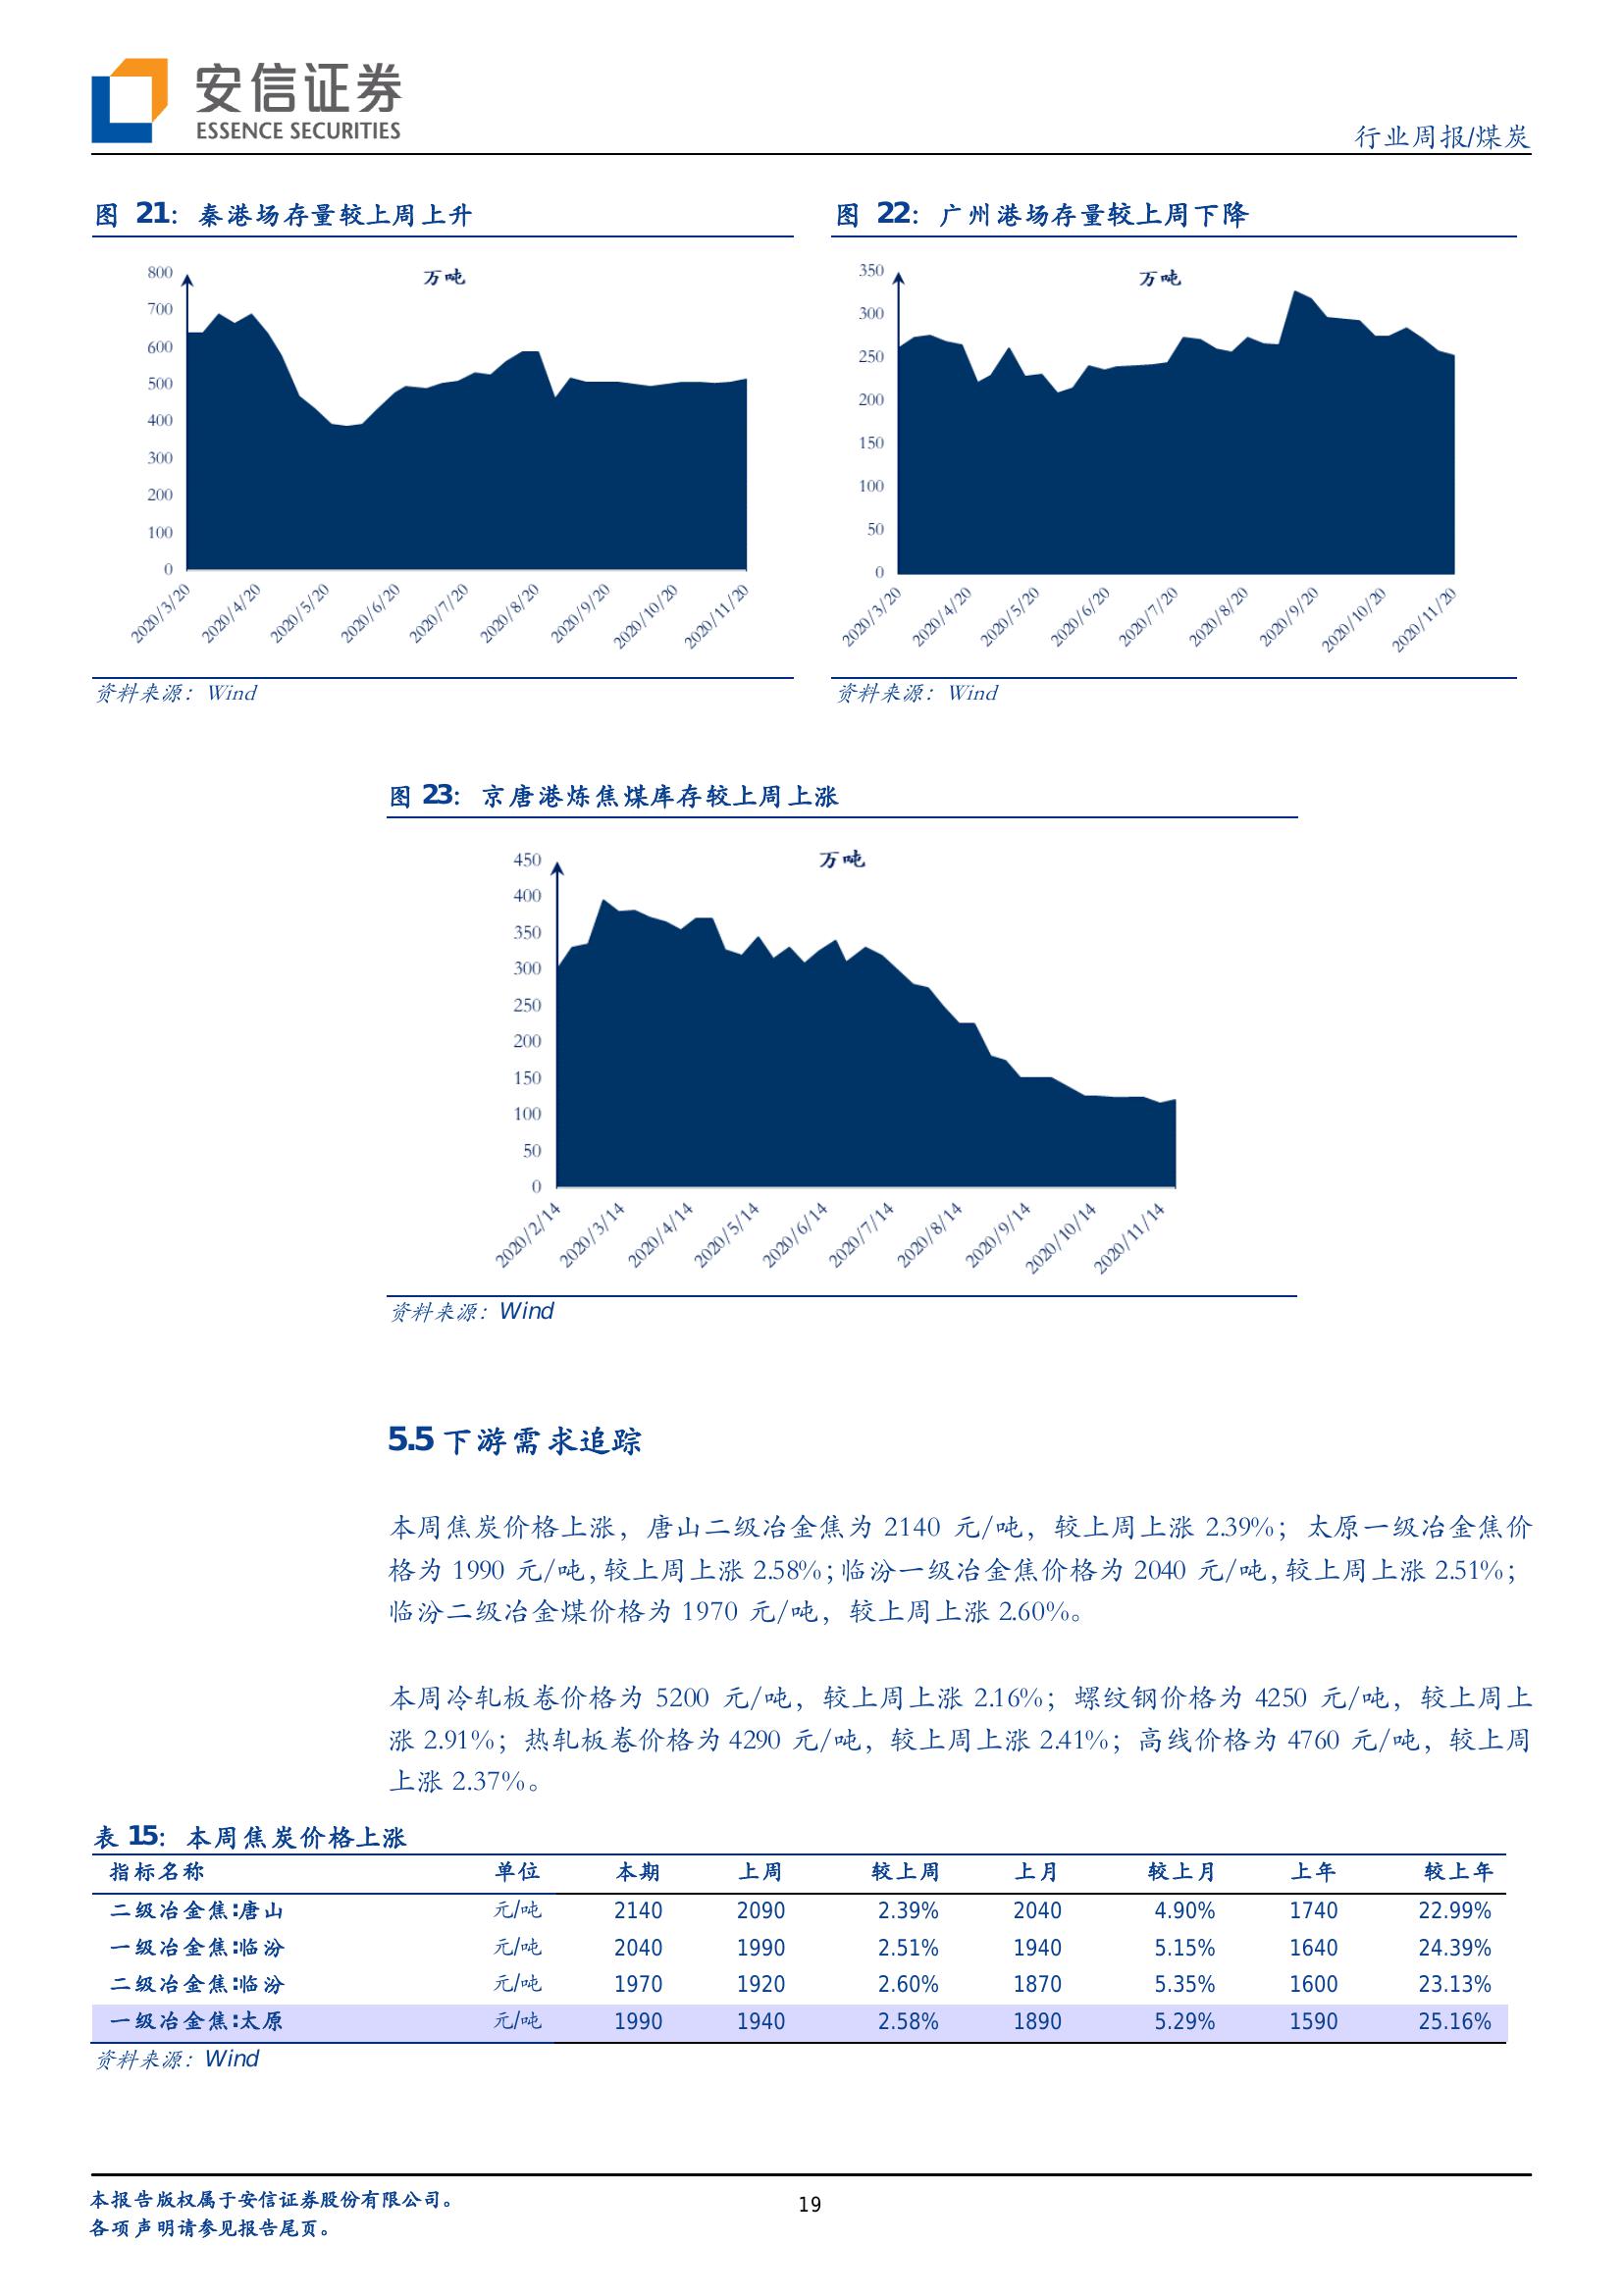 安信证券
ESSENCE SECURITIES
行业周报/煤炭
图 21：秦港场存量较上周上升
万吨
800
700
600
500
400
300
200
100
0
2020/3/20
2020/4/20
2020/5/20
2020/6/20
2020/7/20
2020/8/20
2020/9/20
2020/10/20
2020/11/20
资料来源：Wind
图 22：广州港场存量较上周下降
万吨
350
300
250
200
150
100
50
0
2020/3/20
2020/4/20
2020/5/20
2020/6/20
2020/7/20
2020/8/20
2020/9/20
2020/10/20
2020/11/20
资料来源：Wind
图 23：京唐港炼焦煤库存较上周上涨
万吨
450
400
350
300
250
200
150
100
50
0
2020/2/14
2020/3/14
2020/4/14
2020/5/14
2020/6/14
2020/7/14
2020/8/14
2020/9/14
2020/10/14
2020/11/14
资料来源：Wind
5.5 下游需求追踪
本周焦炭价格上涨，唐山二级冶金焦为 2140 元/吨，较上周上涨 2.39%；太原一级冶金焦价
格为 1990 元/吨，较上周上涨 2.58%；临汾一级冶金焦价格为 2040 元/吨，较上周上涨 2.51%；
临汾二级冶金煤价格为 1970 元/吨，较上周上涨 2.60%。
本周冷轧板卷价格为 5200 元/吨，较上周上涨 2.16%；螺纹钢价格为 4250 元/吨，较上周上
涨 2.91%；热轧板卷价格为 4290 元/吨，较上周上涨 2.41%；高线价格为 4760 元/吨，较上周
上涨 2.37%。
表 15：本周焦炭价格上涨
指标名称 单位 本期 上周 较上周 上月 较上月 上年 较上年
二级冶金焦:唐山 元/吨 2140 2090 2.39% 2040 4.90% 1740 22.99%
一级冶金焦:临汾 元/吨 2040 1990 2.51% 1940 5.15% 1640 24.39%
二级冶金焦:临汾 元/吨 1970 1920 2.60% 1870 5.35% 1600 23.13%
一级冶金焦:太原 元/吨 1990 1940 2.58% 1890 5.29% 1590 25.16%
资料来源：Wind
本报告版权属于安信证券股份有限公司。
各项声明请参见报告尾页。
19